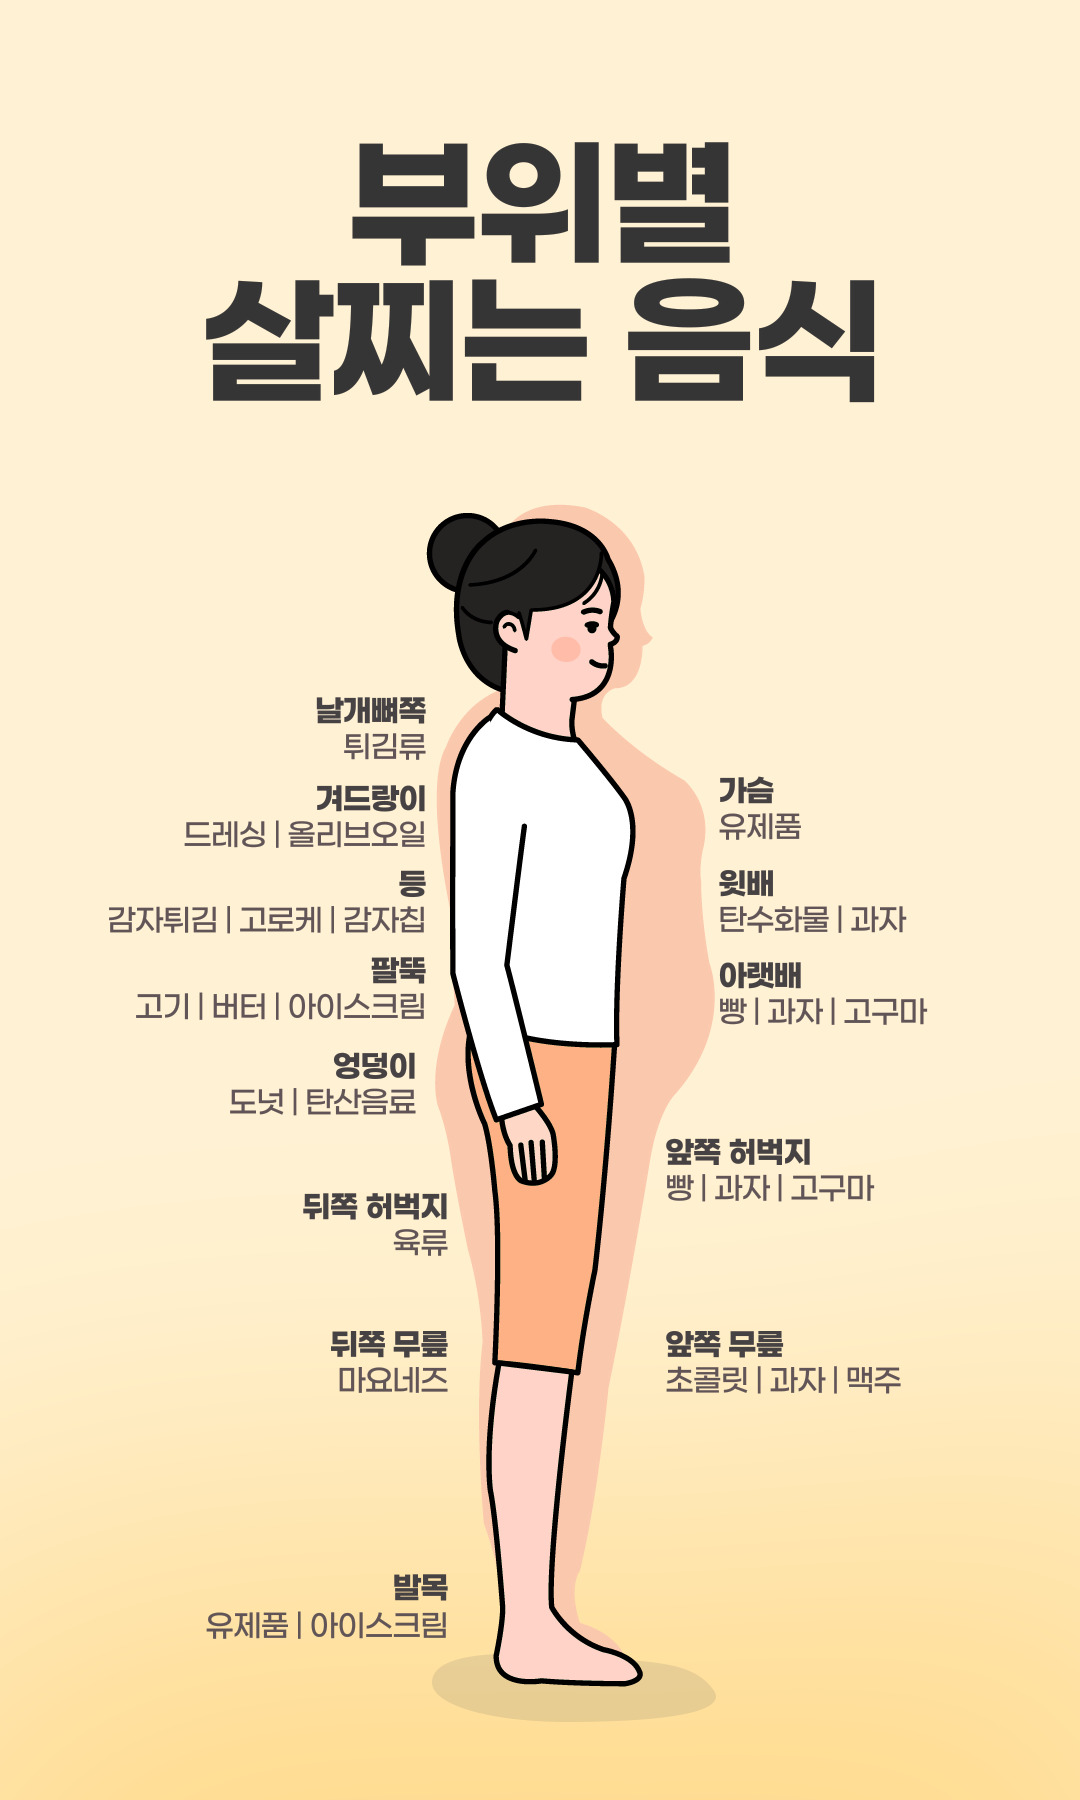 부위별
살찌는 음식
날개뼈쪽
튀김류
겨드랑이
드레싱 | 올리브오일
등
감자튀김 | 고로케 | 감자칩
팔뚝
고기 | 버터 | 아이스크림
엉덩이
도넛 | 탄산음료
뒤쪽 허벅지
육류
뒤쪽 무릎
마요네즈
발목
유제품 | 아이스크림
가슴
유제품
윗배
탄수화물 | 과자
아랫배
빵 | 과자 | 고구마
앞쪽 허벅지
빵 | 과자 | 고구마
앞쪽 무릎
초콜릿 | 과자 | 맥주